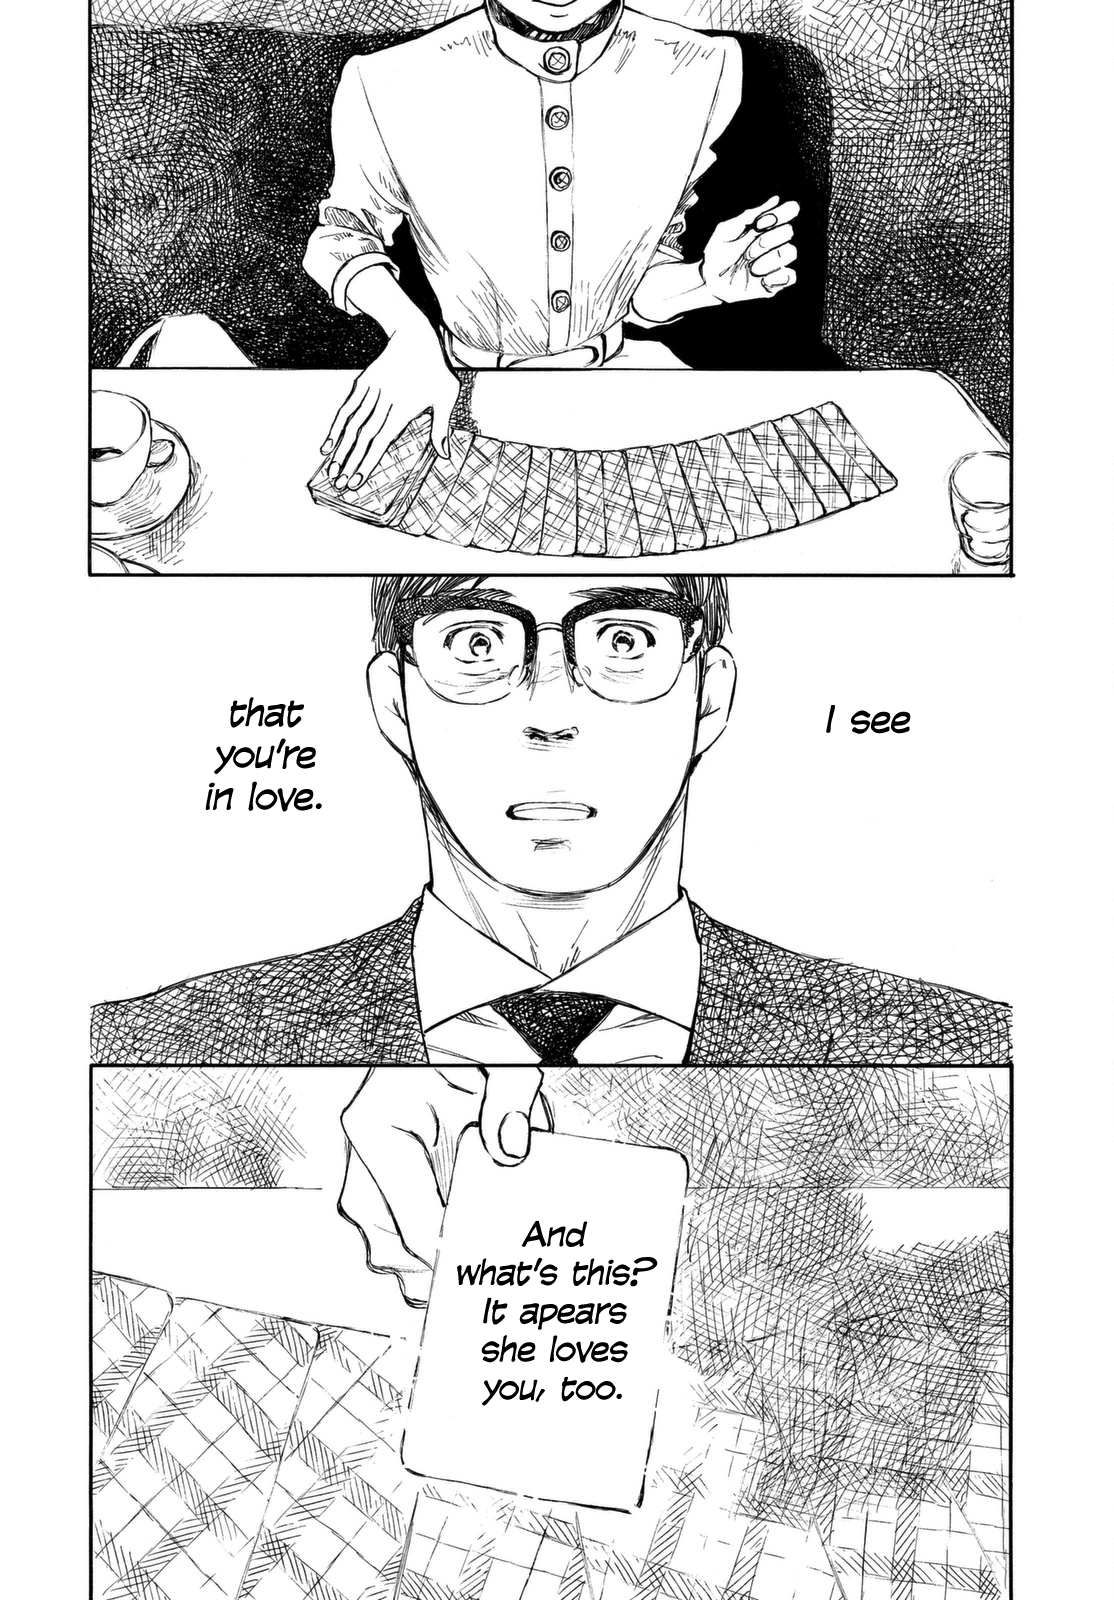 I see
that
you're
in love.
And
what's this?
It apears
she loves
you, too.